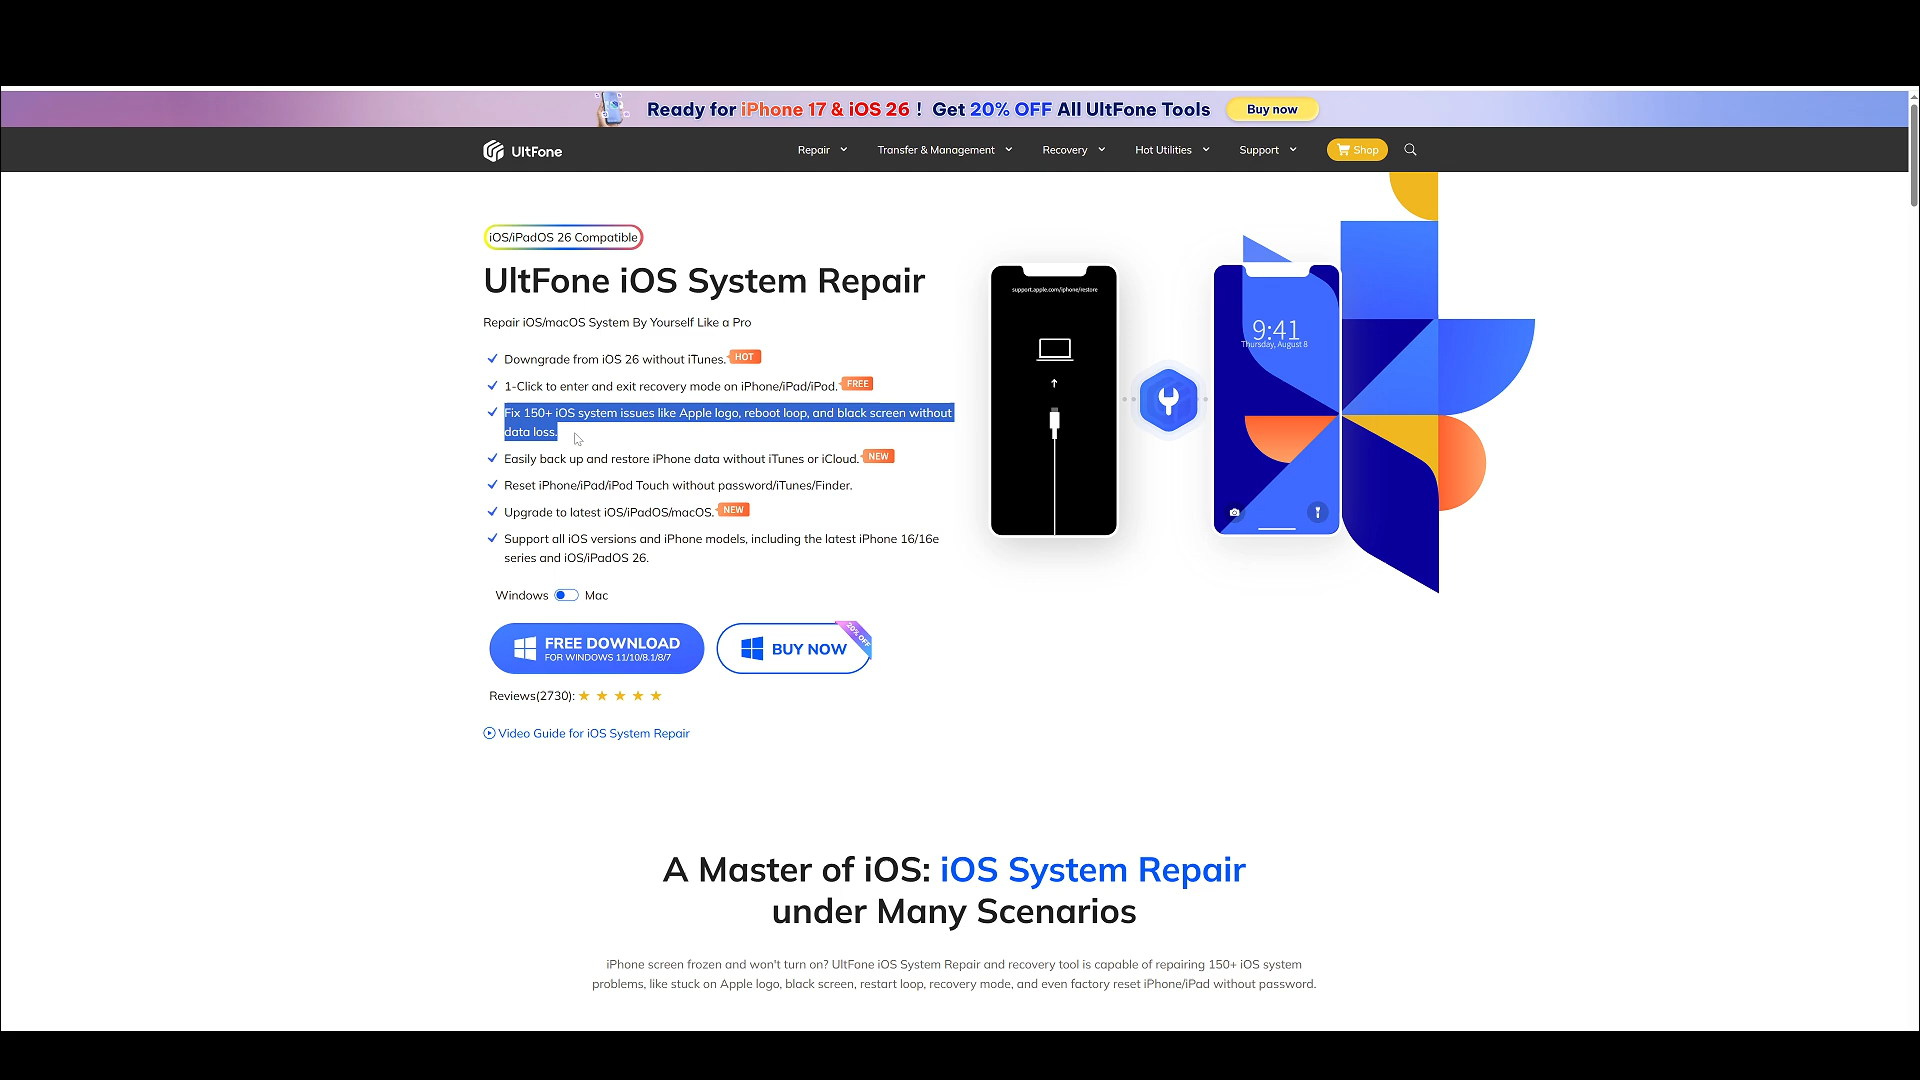 Ready for iPhone 17 & iOS 26 ! Get 20% OFF All UltFone Tools
Buy now
UltFone
Repair
Transfer & Management
Recovery
Hot Utilities
Support
Shop
iOS/iPadOS 26 Compatible
UltFone iOS System Repair
Repair iOS/macOS System By Yourself Like a Pro
Downgrade from iOS 26 without iTunes. HOT
1-Click to enter and exit recovery mode on iPhone/iPad/iPod. FREE
Fix 150+ iOS system issues like Apple logo, reboot loop, and black screen without
data loss.
Easily back up and restore iPhone data without iTunes or iCloud. NEW
Reset iPhone/iPad/iPod Touch without password/iTunes/Finder.
Upgrade to latest iOS/iPadOS/macOS. NEW
Support all iOS versions and iPhone models, including the latest iPhone 16/16e
series and iOS/iPadOS 26.
Windows Mac
FREE DOWNLOAD
FOR WINDOWS 11/10/8.1/8/7
BUY NOW
20% OFF
Reviews(2730):
Video Guide for iOS System Repair
support.apple.com/iphone/restore
9:41
Thursday, August 8
A Master of iOS: iOS System Repair
under Many Scenarios
iPhone screen frozen and won't turn on? UltFone iOS System Repair and recovery tool is capable of repairing 150+ iOS system
problems, like stuck on Apple logo, black screen, restart loop, recovery mode, and even factory reset iPhone/iPad without password.